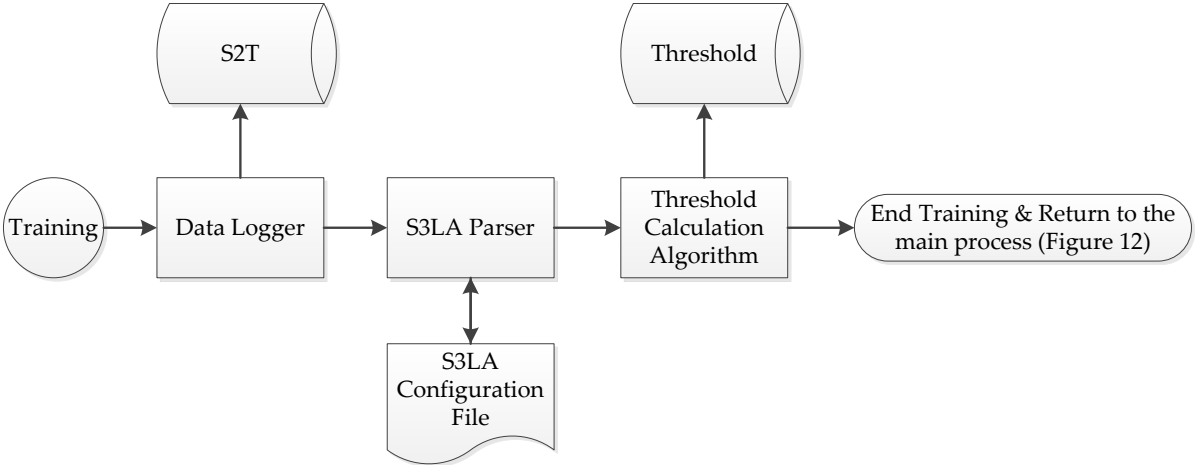 S2T
Threshold
Training
Data Logger
S3LA Parser
Threshold
Calculation
Algorithm
End Training & Return to the
main process (Figure 12)
S3LA
Configuration
File